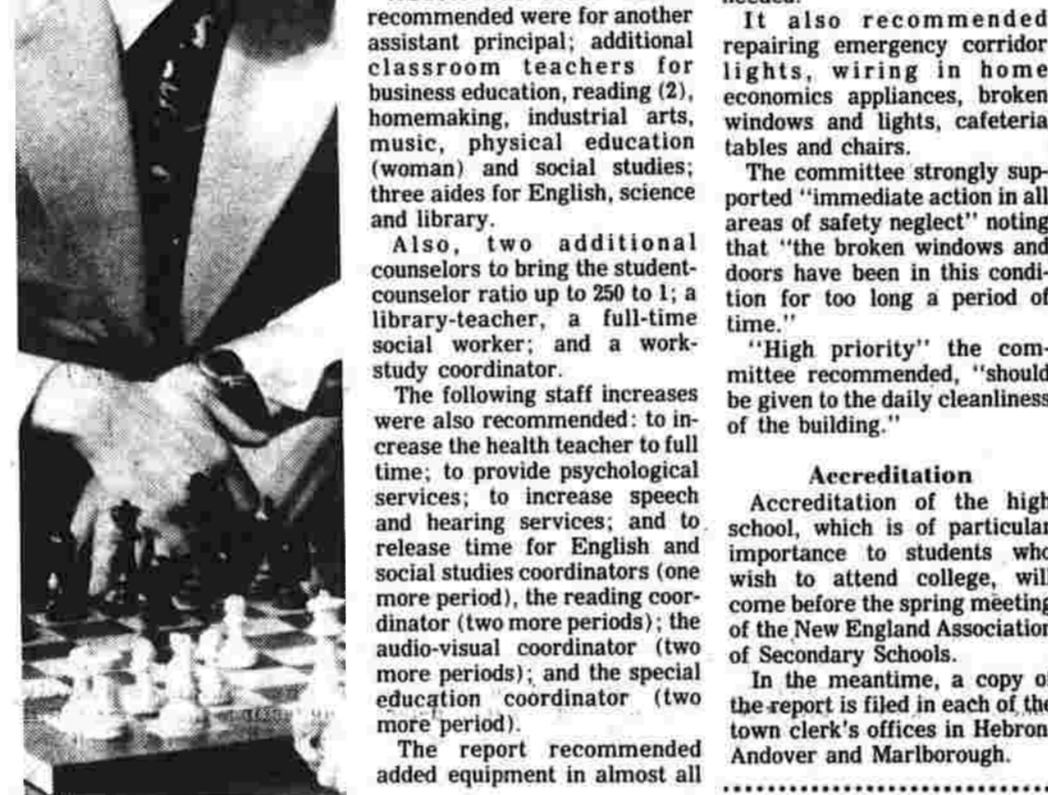 recommended were for another
assistant principal; additional
classroom teachers for
business education, reading (2),
homemaking, industrial arts,
music, physical education
(woman) and social studies;
three aides for English, science
and library.
Also, two additional
counselors to bring the student-
counselor ratio up to 250 to 1; a
library-teacher, a full-time
social worker; and a work-
study coordinator.
The following staff increases
were also recommended: to in-
crease the health teacher to full
time; to provide psychological
services; to increase speech
and hearing services; and to
release time for English and
social studies coordinators (one
more period), the reading coor-
dinator (two more periods); the
audio-visual coordinator (two
more periods); and the special
education coordinator (two
more period).
The report recommended
added equipment in almost all
It also recommended
repairing emergency corridor
lights, wiring in home
economics appliances, broken
windows and lights, cafeteria
tables and chairs.
The committee strongly sup-
ported "immediate action in all
areas of safety neglect" noting
that "the broken windows and
doors have been in this condi-
tion for too long a period of
time."
"High priority" the com-
mittee recommended, "should
be given to the daily cleanliness
of the building."
Accreditation
Accreditation of the high
school, which is of particular
importance to students who
wish to attend college, will
come before the spring meeting
of the New England Association
of Secondary Schools.
In the meantime, a copy of
the report is filed in each of the
town clerk's offices in Hebron,
Andover and Marlborough.